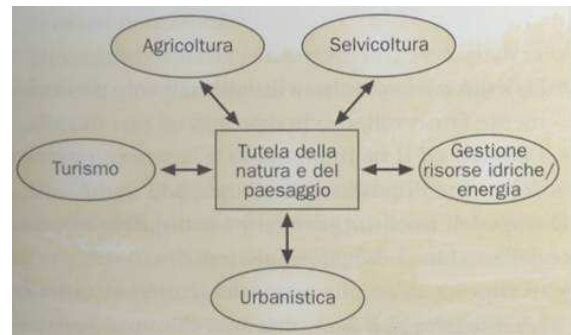 Agricoltura
Selvicoltura
Turismo
Tutela della
natura e del
paesaggio
Gestione
risorse idriche/
energia
Urbanistica